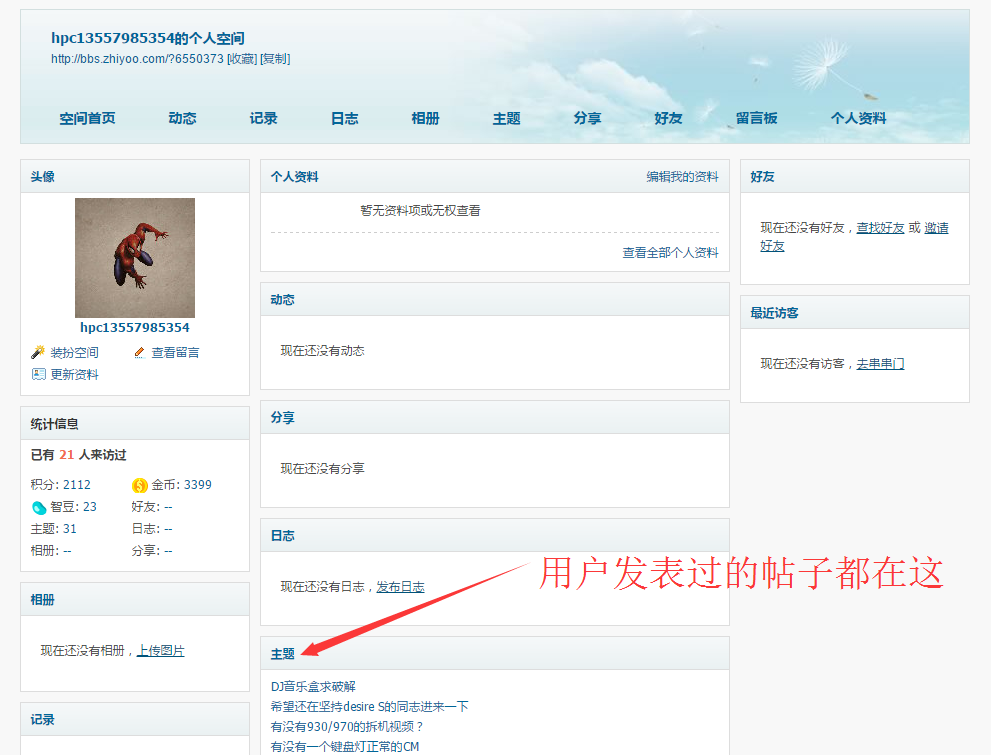 hpc13557985354的个人空间
http://bbs.zhiyoo.com/?6550373 [收藏] [复制]
空间首页 动态 记录 日志 相册 主题 分享 好友 留言板 个人资料
头像
hpc13557985354
装扮空间 查看留言
更新资料
统计信息
已有 21 人来访过
积分: 2112 金币: 3399
智豆: 23 好友: --
主题: 31 日志: --
相册: -- 分享: --
相册
现在还没有相册，上传图片
记录
个人资料 编辑我的资料
暂无资料项或无权查看
查看全部个人资料
动态
现在还没有动态
分享
现在还没有分享
日志
现在还没有日志，发布日志
用户发表过的帖子都在这
主题
DJ音乐盒求破解
希望还在坚持desire S的同志进来一下
有没有930/970的拆机视频？
有没有一个键盘灯正常的CM
好友
现在还没有好友，查找好友 或 邀请
好友
最近访客
现在还没有访客，去串串门